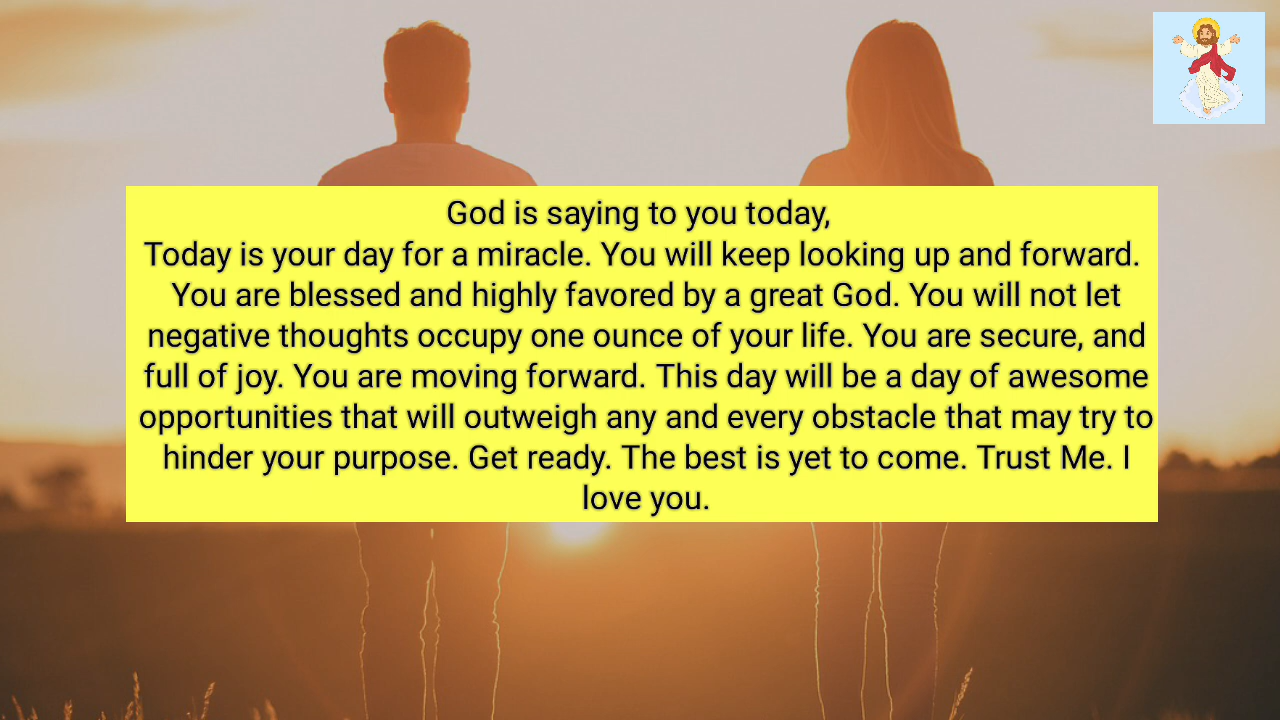 God is saying to you today,
Today is your day for a miracle. You will keep looking up and forward.
You are blessed and highly favored by a great God. You will not let
negative thoughts occupy one ounce of your life. You are secure, and
full of joy. You are moving forward. This day will be a day of awesome
opportunities that will outweigh any and every obstacle that may try to
hinder your purpose. Get ready. The best is yet to come. Trust Me. I
love you.